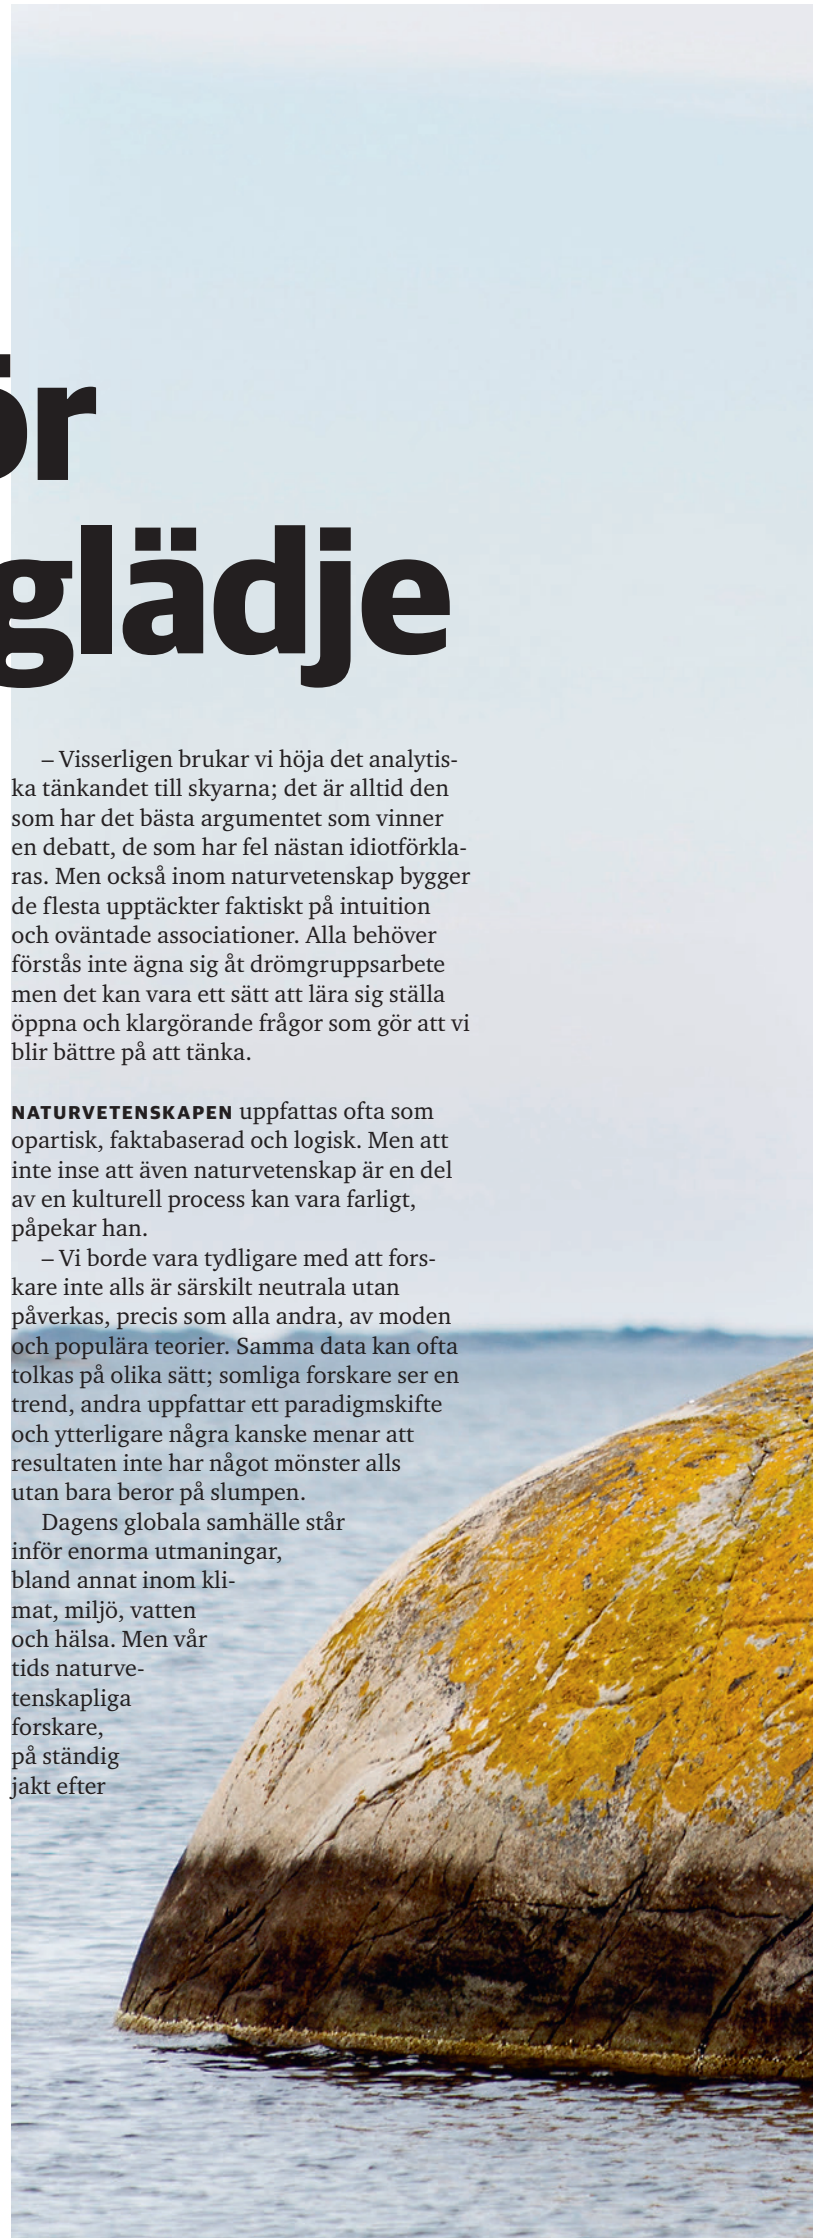 ör
glädje
– Visserligen brukar vi höja det analytis-
ka tänkandet till skyarna; det är alltid den
som har det bästa argumentet som vinner
en debatt, de som har fel nästan idiotförkla-
ras. Men också inom naturvetenskap bygger
de flesta upptäckter faktiskt på intuition
och oväntade associationer. Alla behöver
förstås inte ägna sig åt drömgruppsarbete
men det kan vara ett sätt att lära sig ställa
öppna och klargörande frågor som gör att vi
blir bättre på att tänka.
NATURVETENSKAPEN uppfattas ofta som
opartisk, faktabaserad och logisk. Men att
inte inse att även naturvetenskap är en del
av en kulturell process kan vara farligt,
påpekar han.
– Vi borde vara tydligare med att fors-
kare inte alls är särskilt neutrala utan
påverkas, precis som alla andra, av moden
och populära teorier. Samma data kan ofta
tolkas på olika sätt; somliga forskare ser en
trend, andra uppfattar ett paradigmskifte
och ytterligare några kanske menar att
resultaten inte har något mönster alls
utan bara beror på slumpen.
Dagens globala samhälle står
inför enorma utmaningar,
bland annat inom kli-
mat, miljö, vatten
och hälsa. Men vår
tids naturve-
tenskapliga
forskare,
på ständig
jakt efter